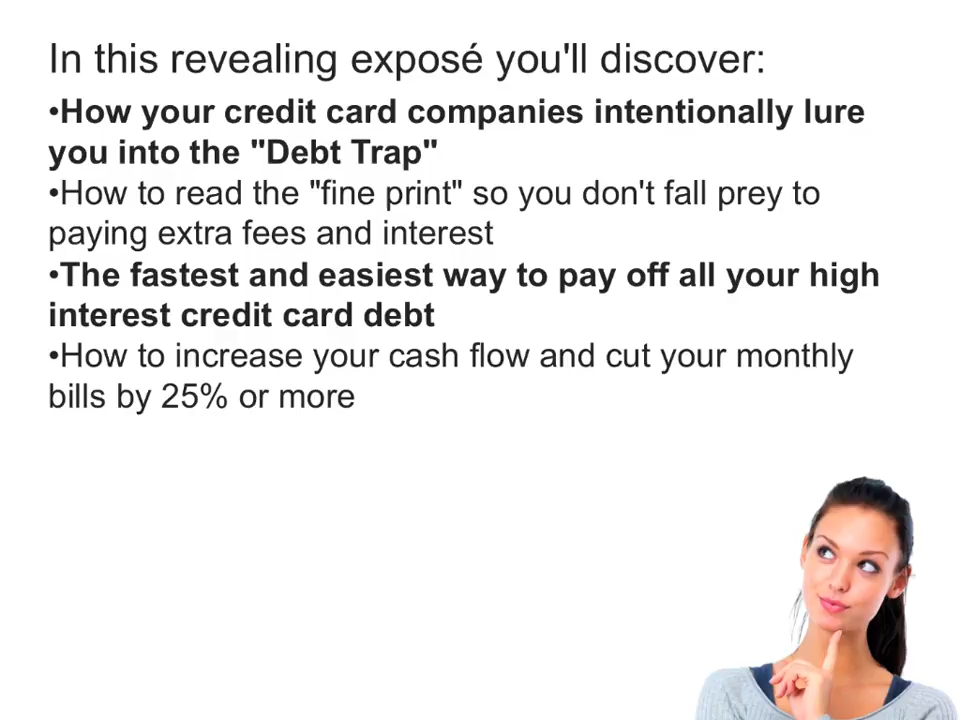 In this revealing exposé you'll discover:
•How your credit card companies intentionally lure
you into the "Debt Trap"
•How to read the "fine print" so you don't fall prey to
paying extra fees and interest
•The fastest and easiest way to pay off all your high
interest credit card debt
•How to increase your cash flow and cut your monthly
bills by 25% or more